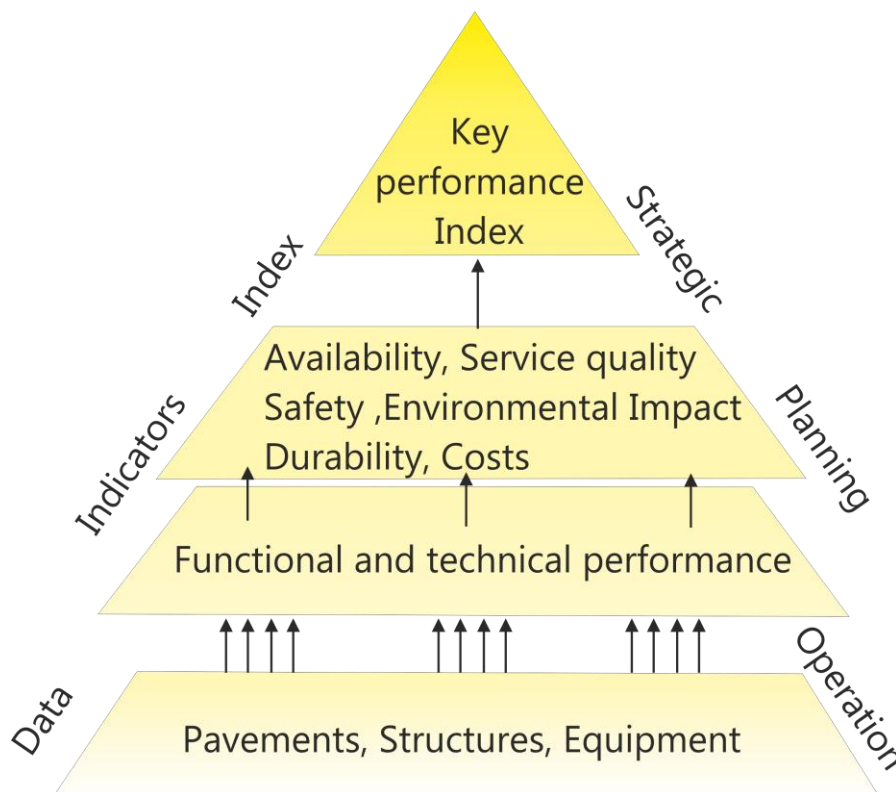 Key
performance
Index
Index
Strategic
Availability, Service quality
Safety ,Environmental Impact
Durability, Costs
Indicators
Planning
Functional and technical performance
Data
Operation
Pavements, Structures, Equipment